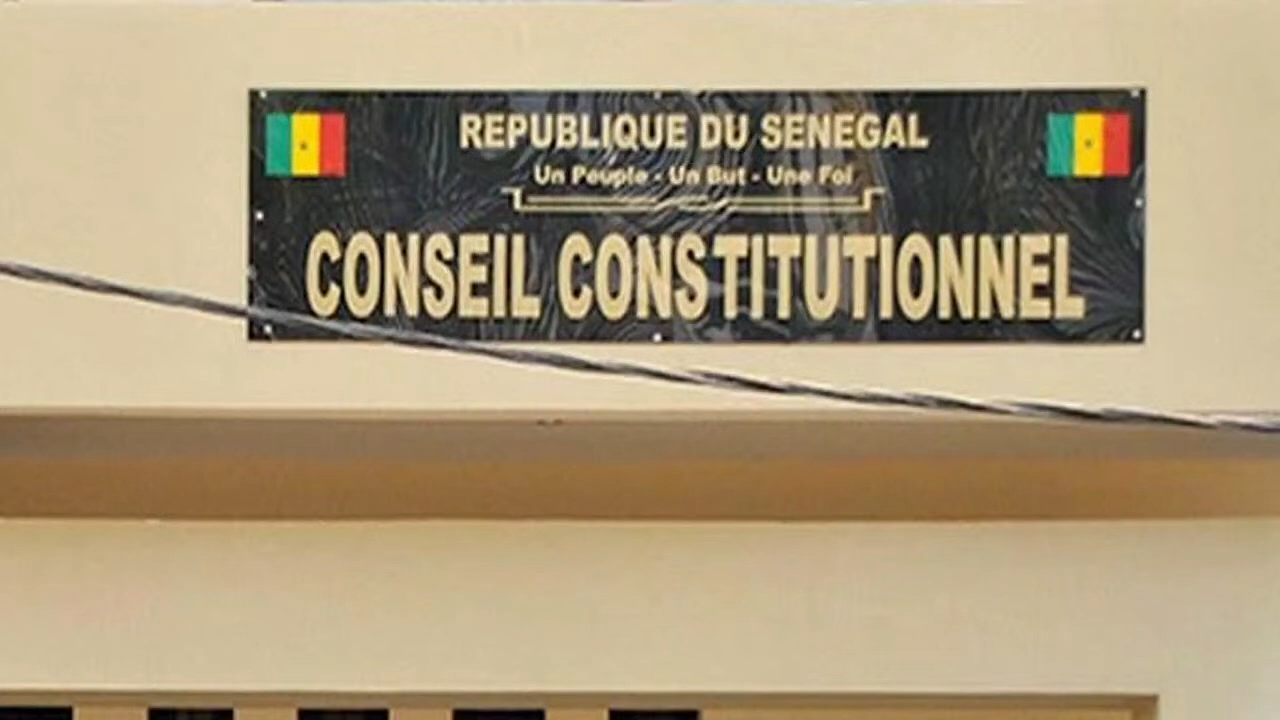 REPUBLIQUE DU SENEGAL
Un Peuple - Un But - Une Foi
CONSEIL CONSTITUTIONNEL